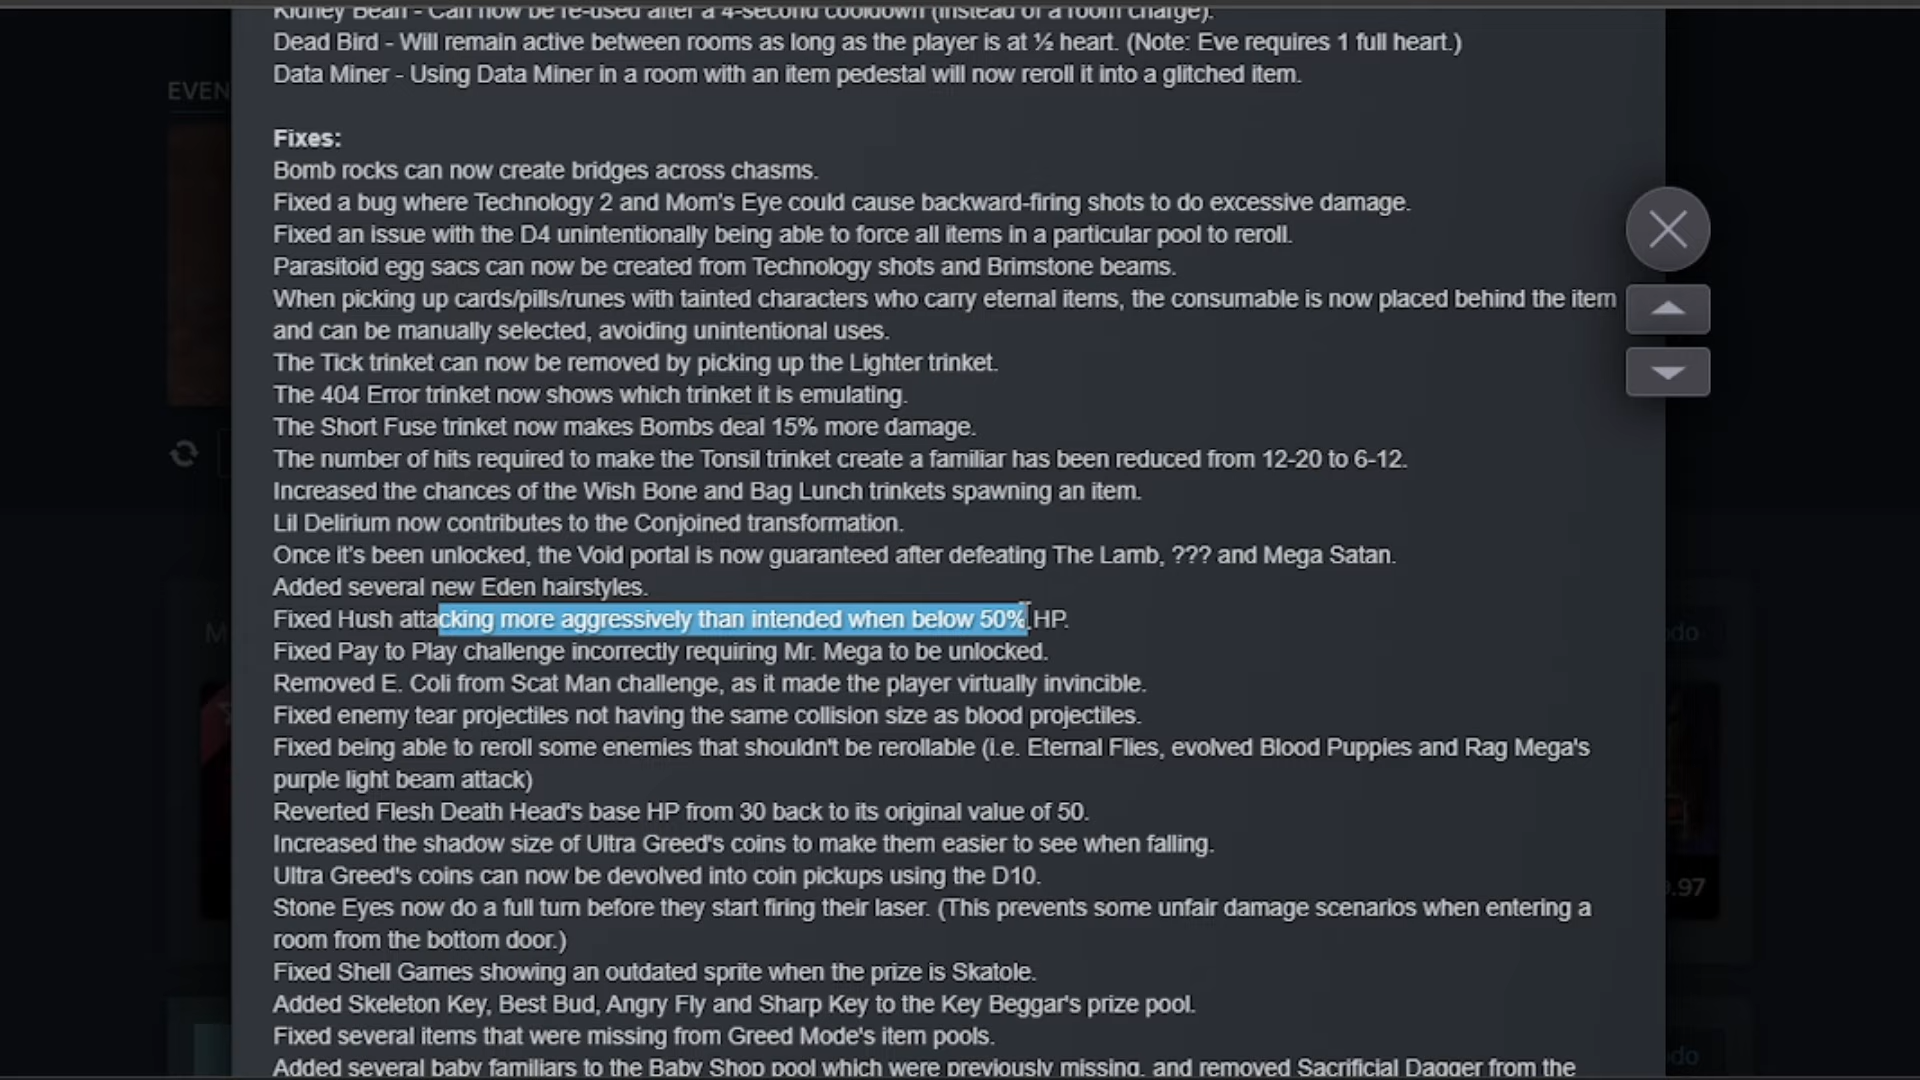 Kidney Bean - Can now be re-used after a 4-second cooldown (instead of a room charge).
Dead Bird - Will remain active between rooms as long as the player is at ½ heart. (Note: Eve requires 1 full heart.)
Data Miner - Using Data Miner in a room with an item pedestal will now reroll it into a glitched item.
EVEN
Fixes:
Bomb rocks can now create bridges across chasms.
Fixed a bug where Technology 2 and Mom's Eye could cause backward-firing shots to do excessive damage.
Fixed an issue with the D4 unintentionally being able to force all items in a particular pool to reroll.
Parasitoid egg sacs can now be created from Technology shots and Brimstone beams.
When picking up cards/pills/runes with tainted characters who carry eternal items, the consumable is now placed behind the item
and can be manually selected, avoiding unintentional uses.
The Tick trinket can now be removed by picking up the Lighter trinket.
The 404 Error trinket now shows which trinket it is emulating.
The Short Fuse trinket now makes Bombs deal 15% more damage.
The number of hits required to make the Tonsil trinket create a familiar has been reduced from 12-20 to 6-12.
Increased the chances of the Wish Bone and Bag Lunch trinkets spawning an item.
Lil Delirium now contributes to the Conjoined transformation.
Once it's been unlocked, the Void portal is now guaranteed after defeating The Lamb, ??? and Mega Satan.
Added several new Eden hairstyles.
Fixed Hush attacking more aggressively than intended when below 50% HP.
Fixed Pay to Play challenge incorrectly requiring Mr. Mega to be unlocked.
Removed E. Coli from Scat Man challenge, as it made the player virtually invincible.
Fixed enemy tear projectiles not having the same collision size as blood projectiles.
Fixed being able to reroll some enemies that shouldn't be rerollable (i.e. Eternal Flies, evolved Blood Puppies and Rag Mega's
purple light beam attack)
Reverted Flesh Death Head's base HP from 30 back to its original value of 50.
Increased the shadow size of Ultra Greed's coins to make them easier to see when falling.
Ultra Greed's coins can now be devolved into coin pickups using the D10.
9.97
Stone Eyes now do a full turn before they start firing their laser. (This prevents some unfair damage scenarios when entering a
room from the bottom door.)
Fixed Shell Games showing an outdated sprite when the prize is Skatole.
Added Skeleton Key, Best Bud, Angry Fly and Sharp Key to the Key Beggar's prize pool.
Fixed several items that were missing from Greed Mode's item pools.
Added several baby familiars to the Baby Shop pool which were previously missing, and removed Sacrificial Dagger from the